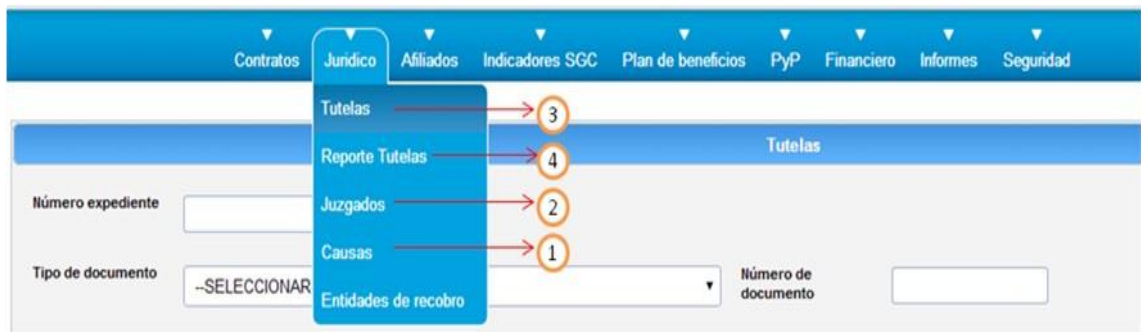 Contratos Jurídico Afiliados Indicadores SGC Plan de beneficios PyP Financiero Informes Seguridad
Tutelas 3
Tutelas
Reporte Tutelas 4
Número expediente
Juzgados 2
Causas 1
Tipo de documento --SELECCIONAR Número de documento
Entidades de recobro